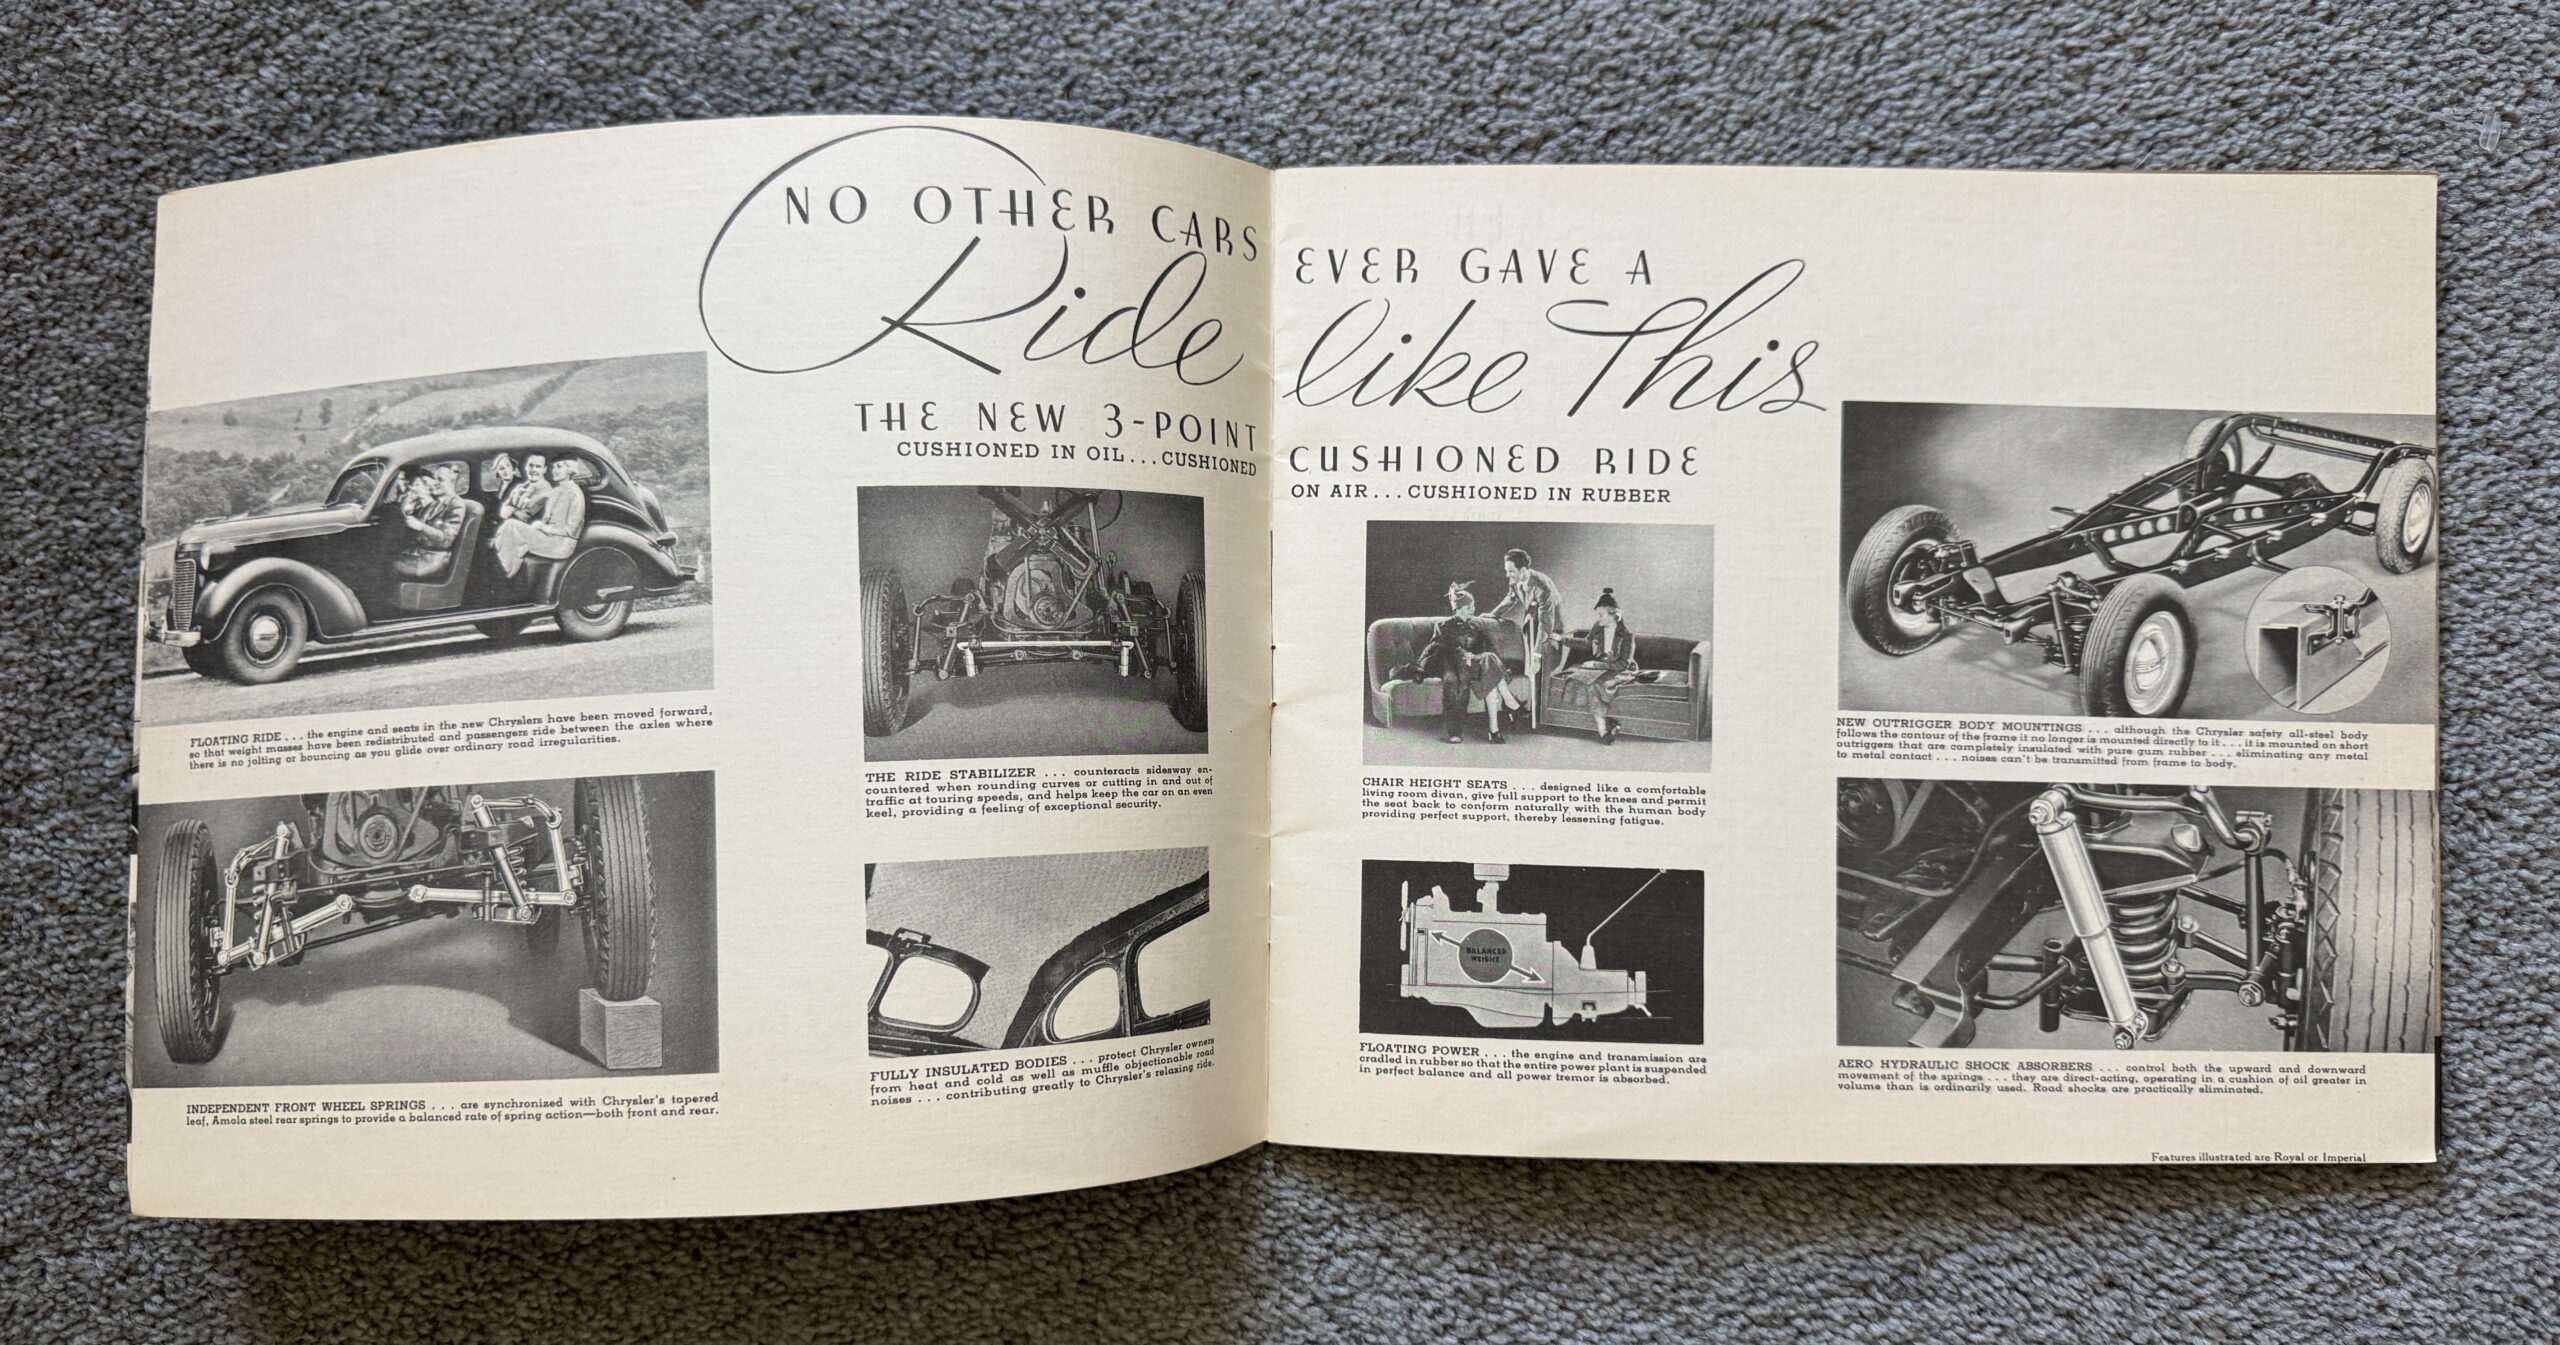 NO OTHER CARS EVER GAVE A
Ride like This
THE NEW 3-POINT CUSHIONED RIDE
CUSHIONED IN OIL...CUSHIONED ON AIR...CUSHIONED IN RUBBER
FLOATING RIDE . . . the engine and seats in the new Chryslers have been moved forward,
so that weight masses have been redistributed and passengers ride between the axles where
there is no jolting or bouncing as you glide over ordinary road irregularities.
INDEPENDENT FRONT WHEEL SPRINGS . . . are synchronized with Chrysler's tapered
leaf, Amola steel rear springs to provide a balanced rate of spring action—both front and rear.
THE RIDE STABILIZER . . . counteracts sidesway en-
countered when rounding curves or cutting in and out of
traffic at touring speeds, and helps keep the car on an even
keel, providing a feeling of exceptional security.
FULLY INSULATED BODIES . . . protect Chrysler owners
from heat and cold as well as muffle objectionable road
noises . . . contributing greatly to Chrysler's relaxing ride.
CHAIR HEIGHT SEATS . . . designed like a comfortable
living room divan, give full support to the knees and permit
the seat back to conform naturally with the human body
providing perfect support, thereby lessening fatigue.
BALANCED
WEIGHT
FLOATING POWER . . . the engine and transmission are
cradled in rubber so that the entire power plant is suspended
in perfect balance and all power tremor is absorbed.
NEW OUTRIGGER BODY MOUNTINGS . . . although the Chrysler safety all-steel body
follows the contour of the frame it no longer is mounted directly to it . . . it is mounted on short
outriggers that are completely insulated with pure gum rubber . . . eliminating any metal
to metal contact . . . noises can't be transmitted from frame to body.
AERO HYDRAULIC SHOCK ABSORBERS . . . control both the upward and downward
movement of the springs . . . they are direct-acting, operating in a cushion of oil greater in
volume than is ordinarily used. Road shocks are practically eliminated.
Features illustrated are Royal or Imperial